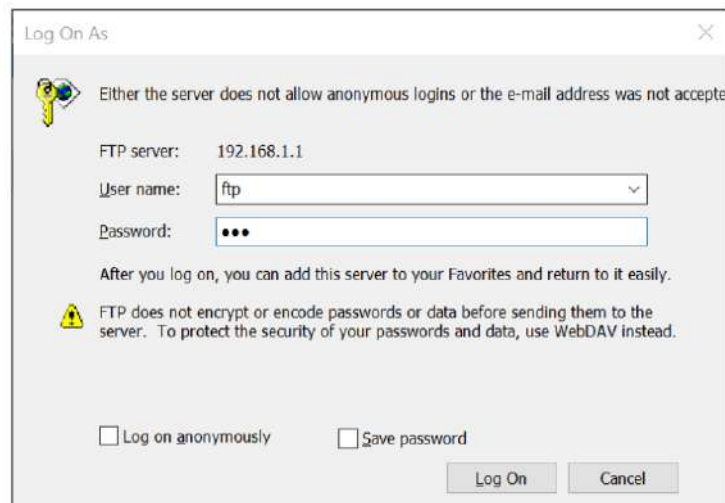 Log On As
Either the server does not allow anonymous logins or the e-mail address was not accepte
FTP server: 192.168.1.1
User name: ftp
Password: •••
After you log on, you can add this server to your Favorites and return to it easily.
FTP does not encrypt or encode passwords or data before sending them to the
server. To protect the security of your passwords and data, use WebDAV instead.
Log on anonymously Save password
Log On Cancel